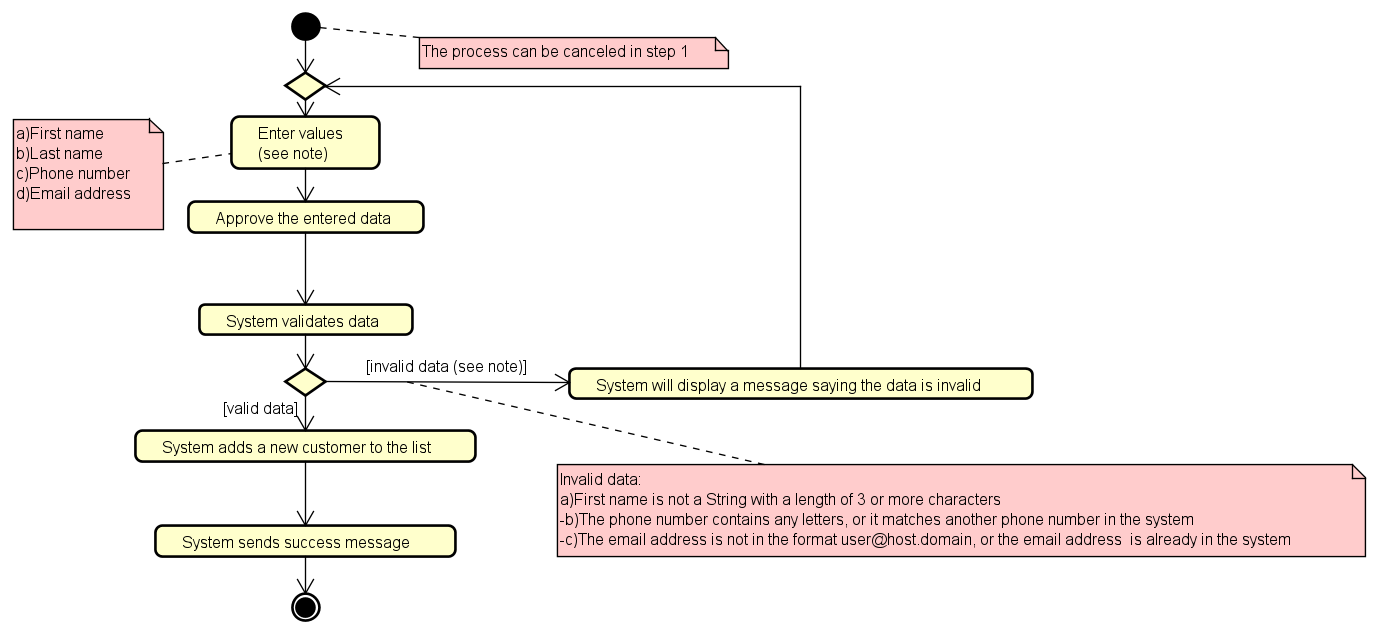 The process can be canceled in step 1
a)First name
b)Last name
c)Phone number
d)Email address
Enter values
(see note)
Approve the entered data
System validates data
[invalid data (see note)]
System will display a message saying the data is invalid
[valid data]
System adds a new customer to the list
Invalid data:
a)First name is not a String with a length of 3 or more characters
-b)The phone number contains any letters, or it matches another phone number in the system
-c)The email address is not in the format user@host.domain, or the email address  is already in the system
System sends success message